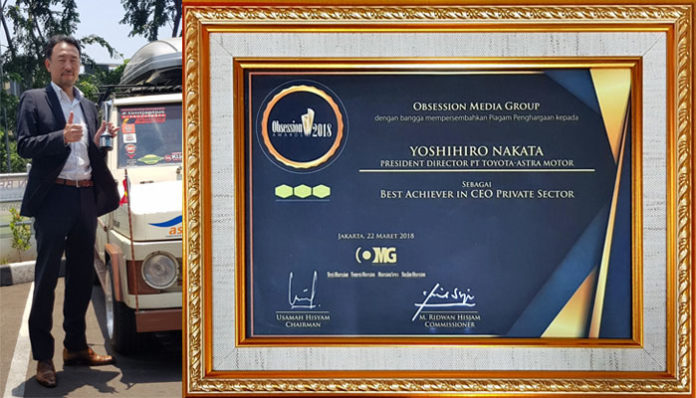 Obsession
AWARDS 2018
OBSESSION MEDIA GROUP
dengan bangga mempersembahkan Piagam Penghargaan kepada
YOSHIHIRO NAKATA
PRESIDENT DIRECTOR PT TOYOTA-ASTRA MOTOR
SEBAGAI
BEST ACHIEVER IN CEO PRIVATE SECTOR
JAKARTA, 22 MARET 2018
OMG
USAMAH HISYAM
CHAIRMAN
M. RIDWAN HISJAM
COMMISSIONER